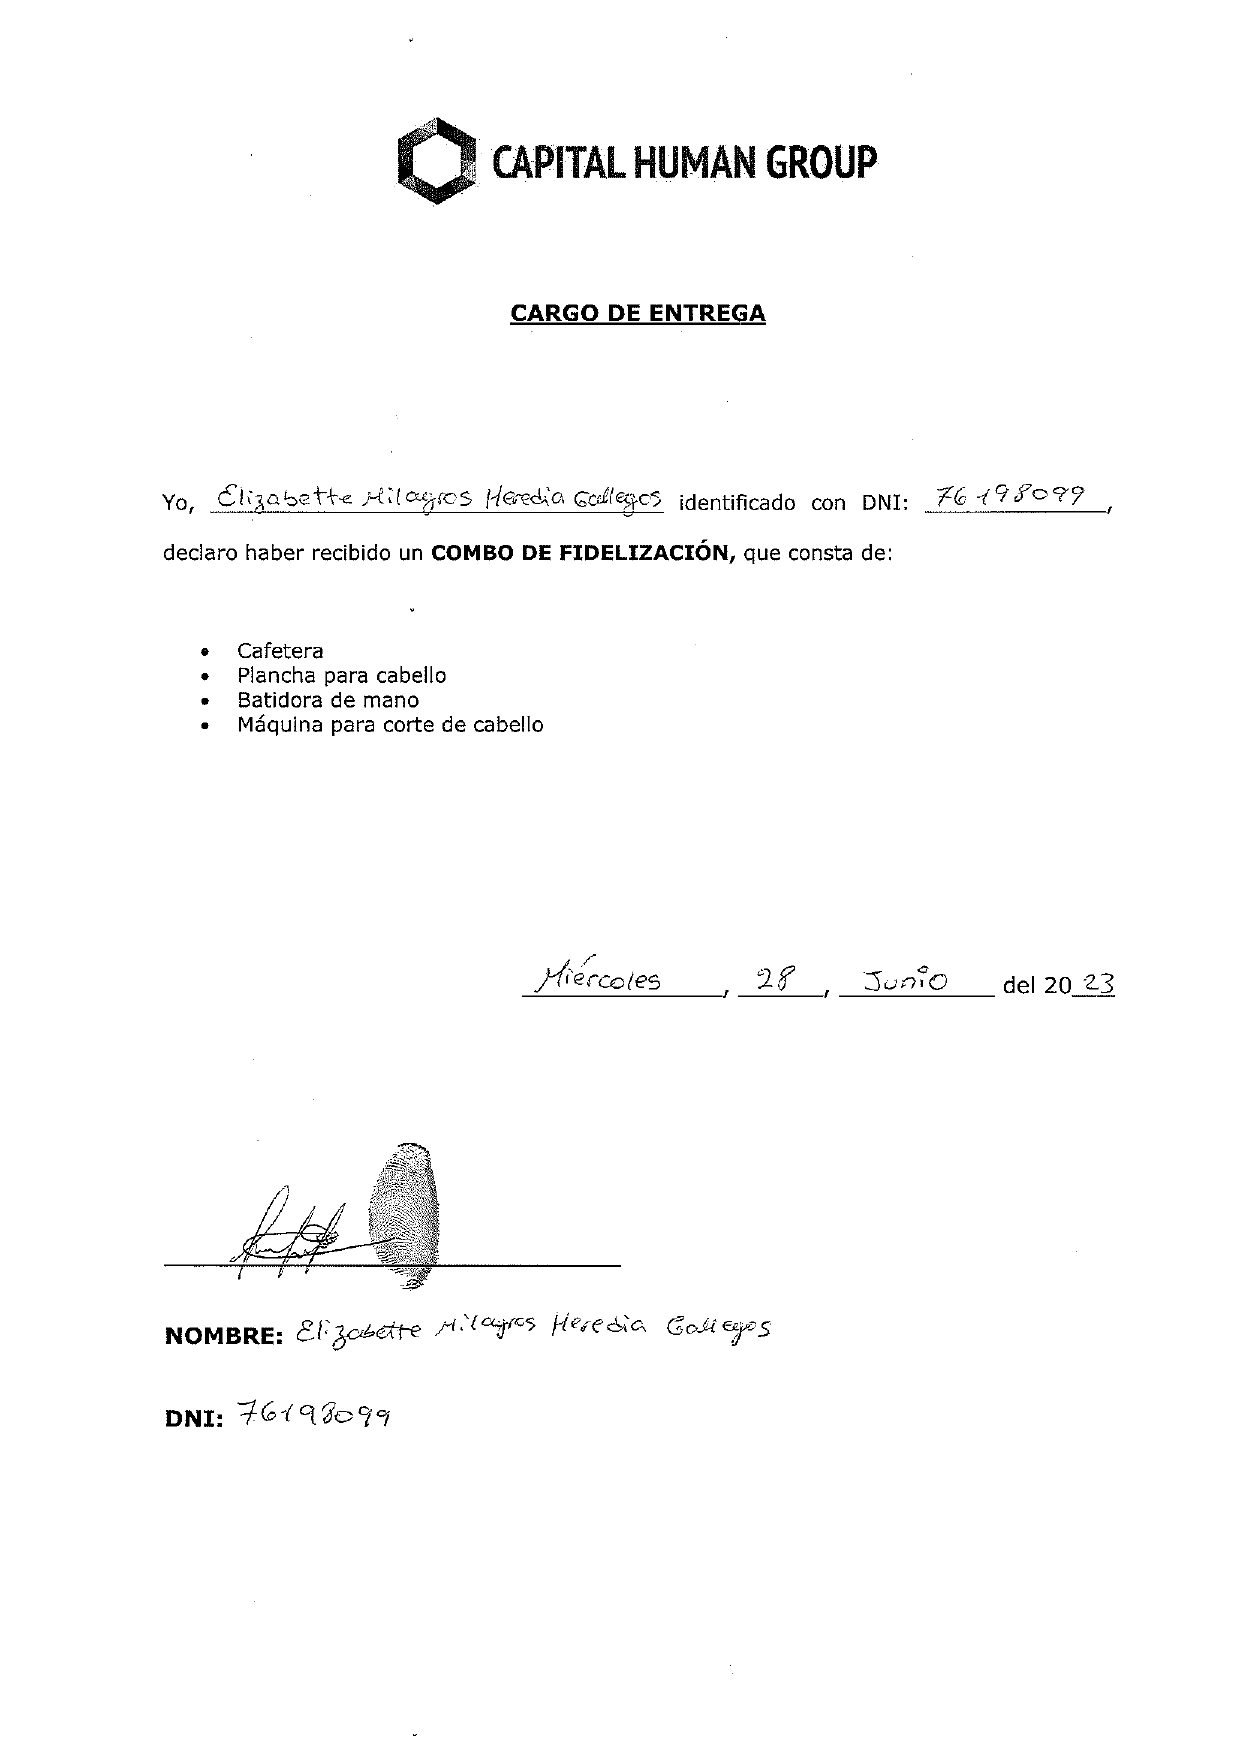 CAPITAL HUMAN GROUP
CARGO DE ENTREGA
Yo, Elizabette Milagros Heredia Gallegos identificado con DNI: 76198099,
declaro haber recibido un COMBO DE FIDELIZACIÓN, que consta de:
• Cafetera
• Plancha para cabello
• Batidora de mano
• Máquina para corte de cabello
Miércoles, 28, Junio del 2023
NOMBRE: Elizabette Milagros Heredia Gallegos
DNI: 76198099